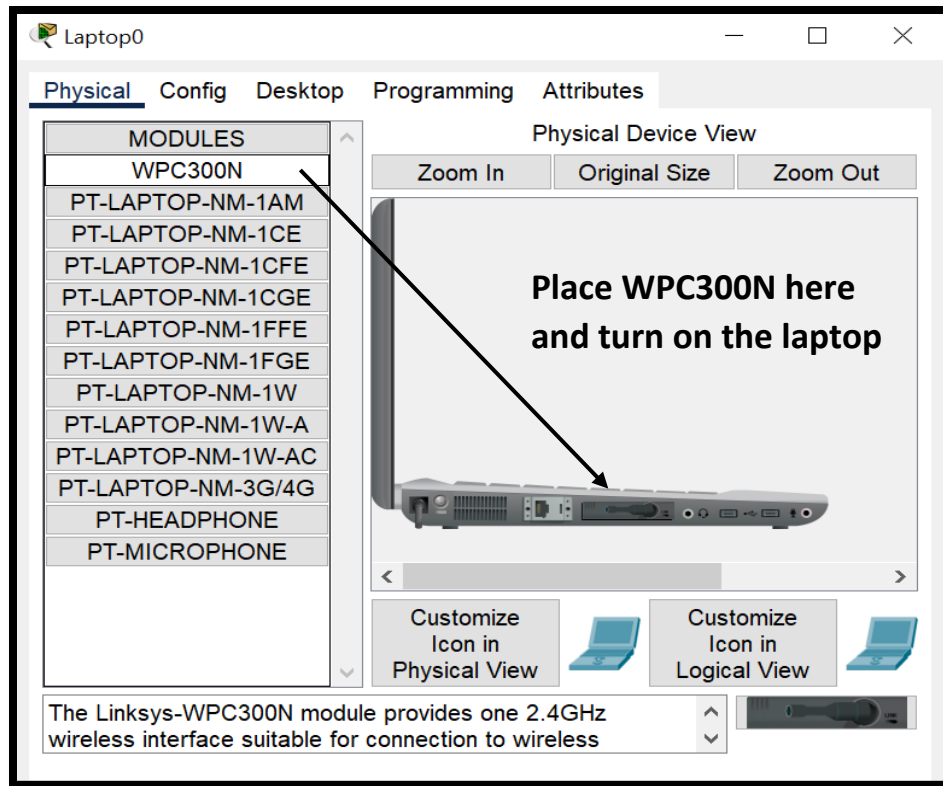 Laptop0
Physical Config Desktop Programming Attributes
MODULES
WPC300N
PT-LAPTOP-NM-1AM
PT-LAPTOP-NM-1CE
PT-LAPTOP-NM-1CFE
PT-LAPTOP-NM-1CGE
PT-LAPTOP-NM-1FFE
PT-LAPTOP-NM-1FGE
PT-LAPTOP-NM-1W
PT-LAPTOP-NM-1W-A
PT-LAPTOP-NM-1W-AC
PT-LAPTOP-NM-3G/4G
PT-HEADPHONE
PT-MICROPHONE
Physical Device View
Zoom In Original Size Zoom Out
Place WPC300N here
and turn on the laptop
Customize
Icon in
Physical View
Customize
Icon in
Logical View
The Linksys-WPC300N module provides one 2.4GHz
wireless interface suitable for connection to wireless